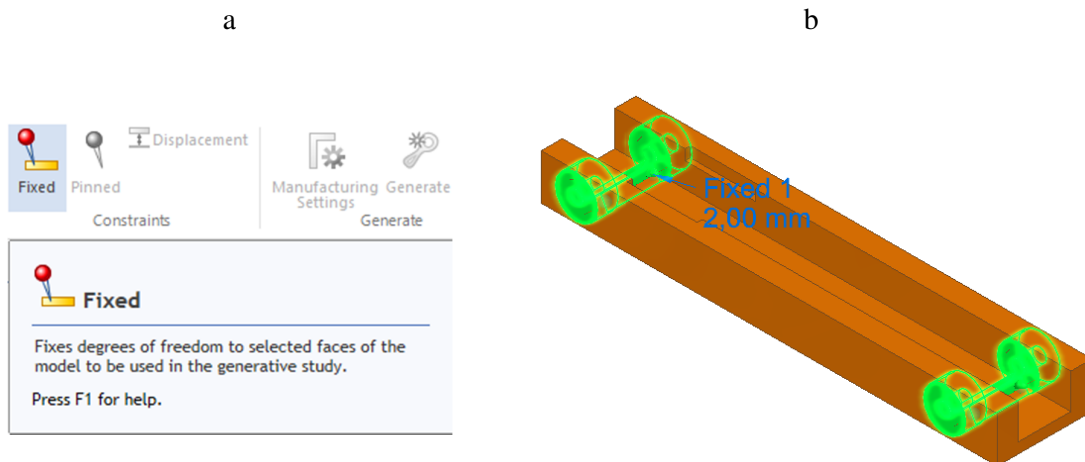 a
b
Displacement
Fixed Pinned
Manufacturing Generate
Settings
Constraints
Generate
Fixed
Fixes degrees of freedom to selected faces of the
model to be used in the generative study.
Press F1 for help.
Fixed 1
2,00 mm